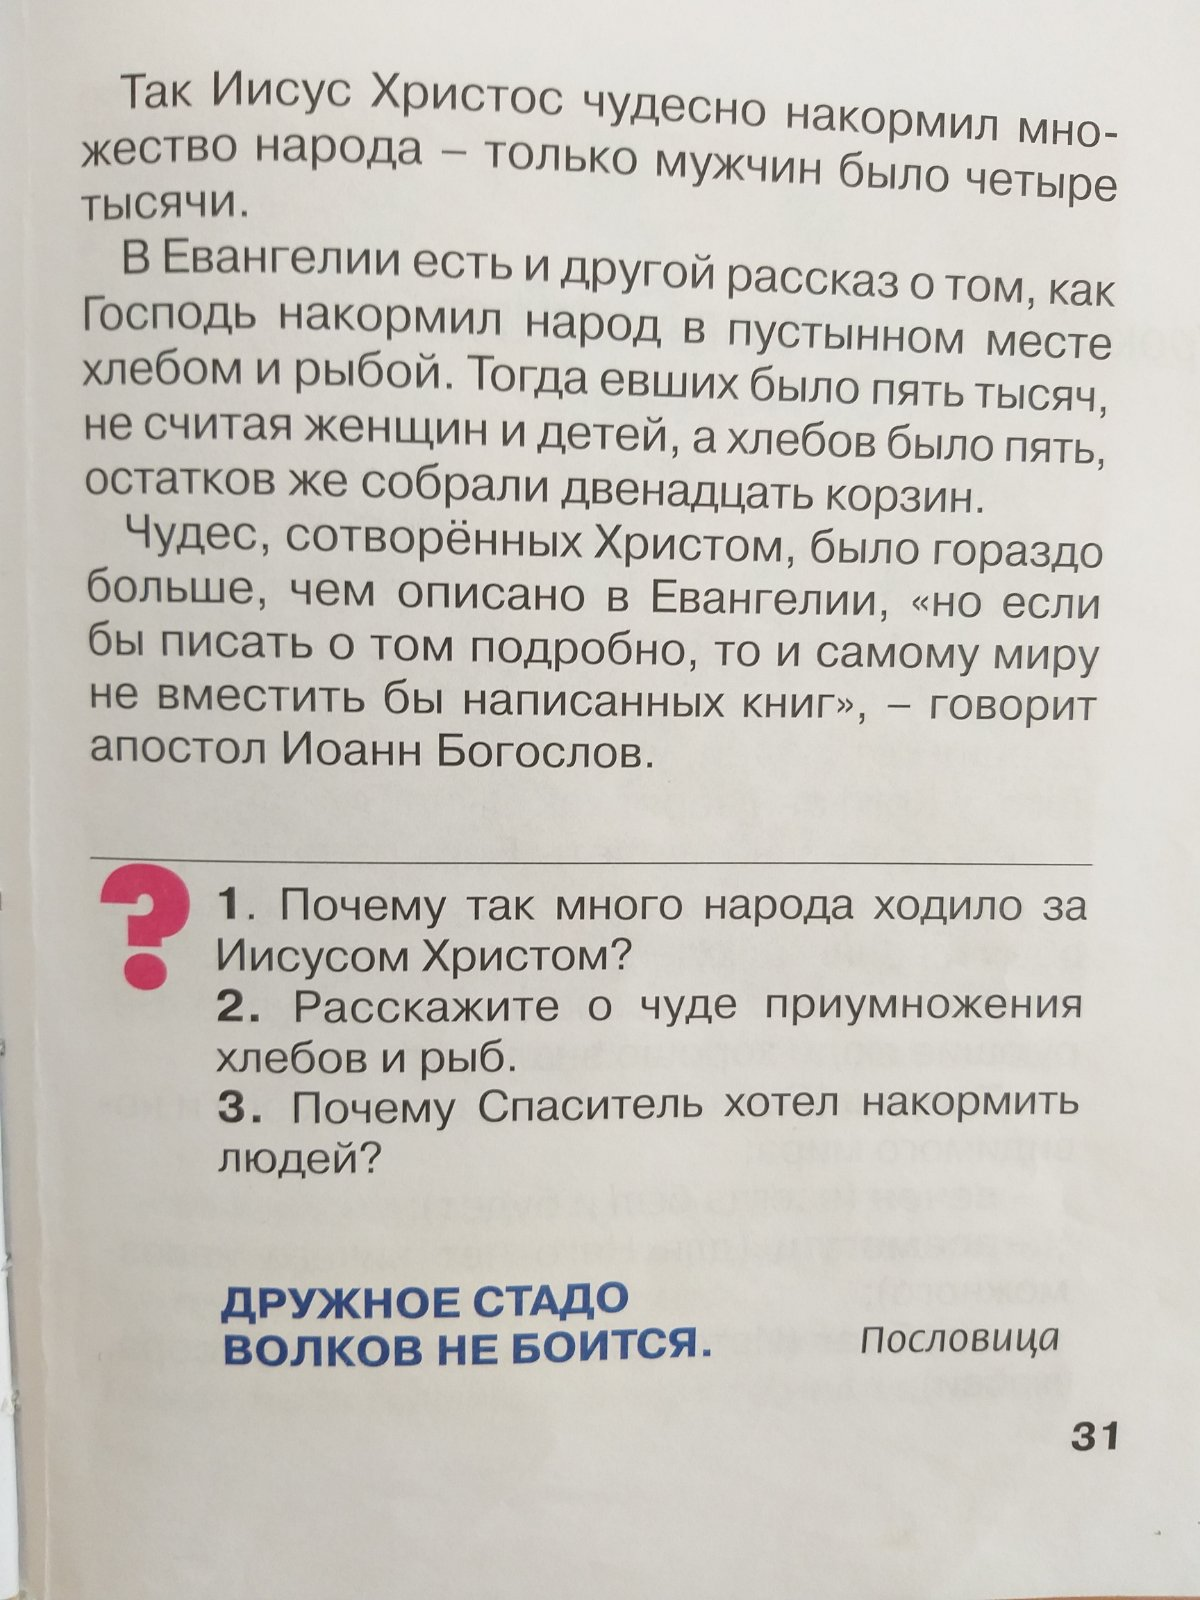 Так Иисус Христос чудесно накормил мно-
жество народа – только мужчин было четыре
тысячи.
В Евангелии есть и другой рассказ о том, как
Господь накормил народ в пустынном месте
хлебом и рыбой. Тогда евших было пять тысяч,
не считая женщин и детей, а хлебов было пять,
остатков же собрали двенадцать корзин.
Чудес, сотворённых Христом, было гораздо
больше, чем описано в Евангелии, «но если
бы писать о том подробно, то и самому миру
не вместить бы написанных книг», – говорит
апостол Иоанн Богослов.
?
1. Почему так много народа ходило за
Иисусом Христом?
2. Расскажите о чуде приумножения
хлебов и рыб.
3. Почему Спаситель хотел накормить
людей?
ДРУЖНОЕ СТАДО
ВОЛКОВ НЕ БОИТСЯ.
Пословица
31